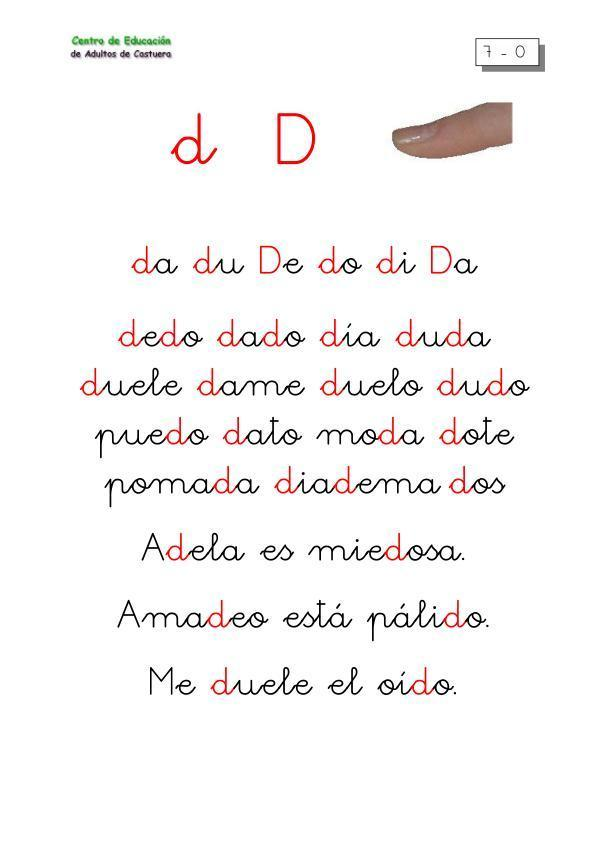 Centro de Educación
de Adultos de Castuera
7 - 0
d D
da du De do di Da
dedo dado día duda
duele dame duelo dudo
puedo dato moda dote
pomada diadema dos
Adela es miedosa.
Amadeo está pálido.
Me duele el oído.